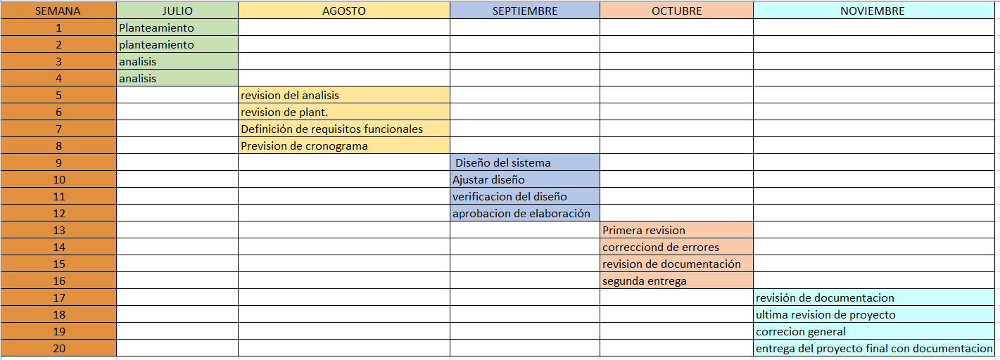 SEMANA JULIO AGOSTO SEPTIEMBRE OCTUBRE NOVIEMBRE
1 Planteamiento
2 planteamiento
3 analisis
4 analisis
5 revision del analisis
6 revision de plant.
7 Definición de requisitos funcionales
8 Prevision de cronograma
9 Diseño del sistema
10 Ajustar diseño
11 verificacion del diseño
12 aprobacion de elaboración
13 Primera revision
14 correcciond de errores
15 revision de documentación
16 segunda entrega
17 revisión de documentacion
18 ultima revision de proyecto
19 correcion general
20 entrega del proyecto final con documentacion